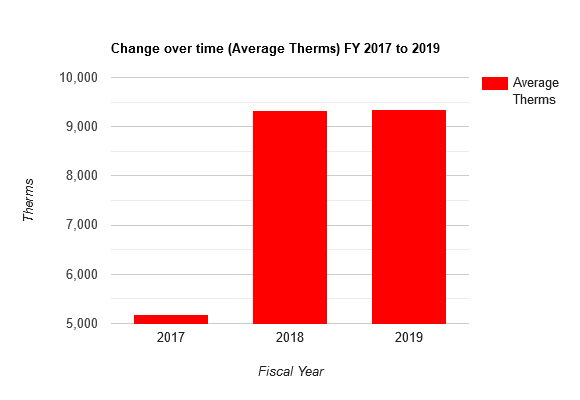 Change over time (Average Therms) FY 2017 to 2019
10,000
9,000
8,000
7,000
6,000
5,000
Therms
2017 2018 2019
Fiscal Year
Average
Therms